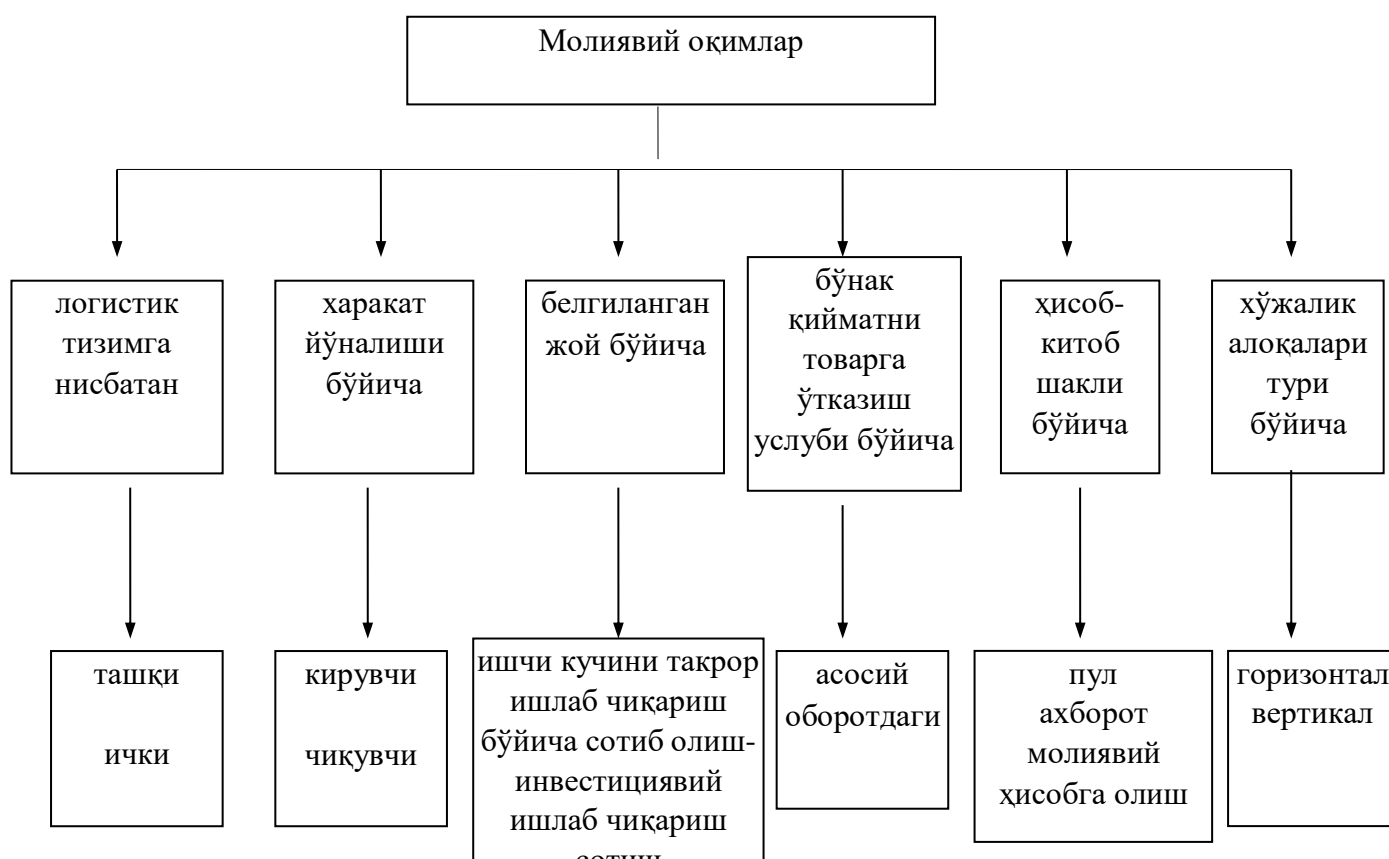 Молиявий оқимлар
логистик
тизимга
нисбатан
харакат
йўналиши
бўйича
белгиланган
жой бўйича
бўнак
қийматни
товарга
ўтказиш
услуби бўйича
ҳисоб-
китоб
шакли
бўйича
хўжалик
алоқалари
тури
бўйича
ташқи
ички
кирувчи
чиқувчи
ишчи кучини такрор
ишлаб чиқариш
бўйича сотиб олиш-
инвестициявий
ишлаб чиқариш
асосий
оборотдаги
пул
ахборот
молиявий
ҳисобга олиш
горизонтал
вертикал